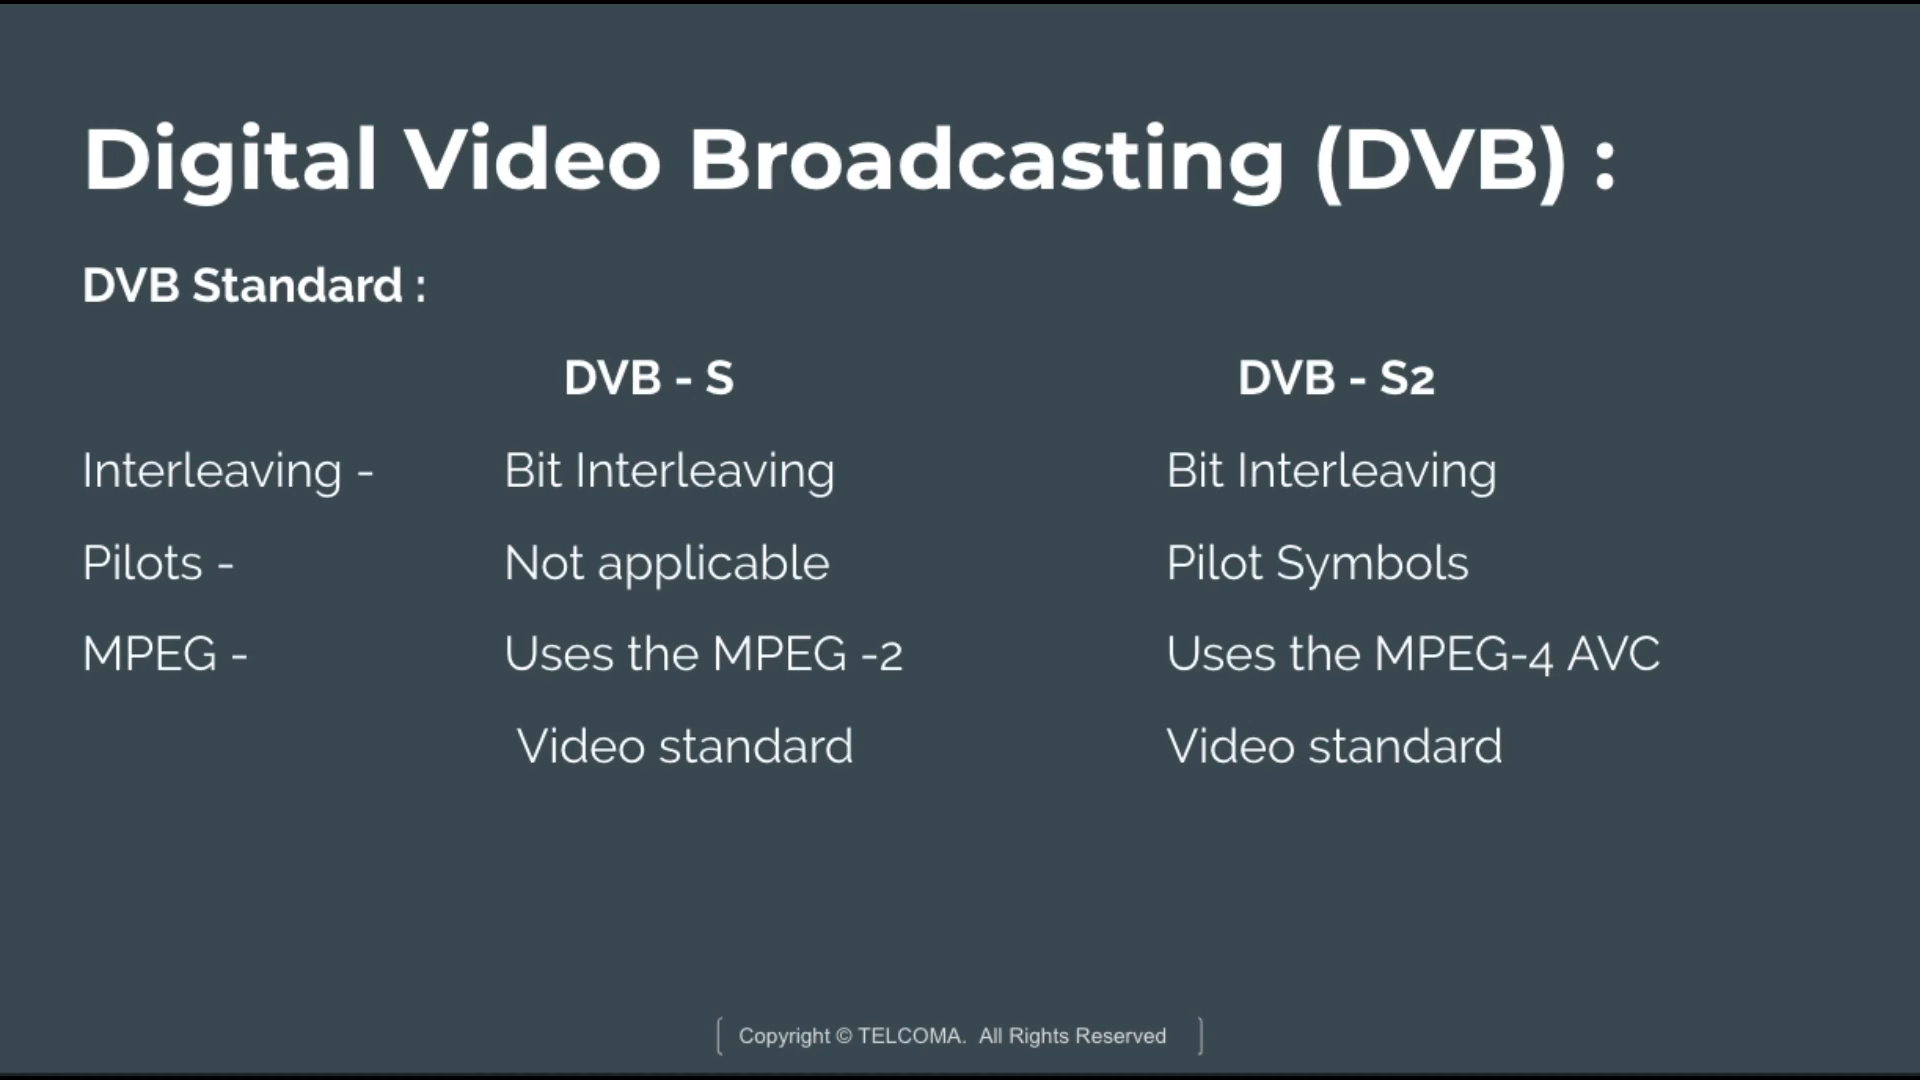 Digital Video Broadcasting (DVB) :
DVB Standard :
DVB - S DVB - S2
Interleaving - Bit Interleaving Bit Interleaving
Pilots - Not applicable Pilot Symbols
MPEG - Uses the MPEG -2 Uses the MPEG-4 AVC
Video standard Video standard
Copyright © TELCOMA. All Rights Reserved